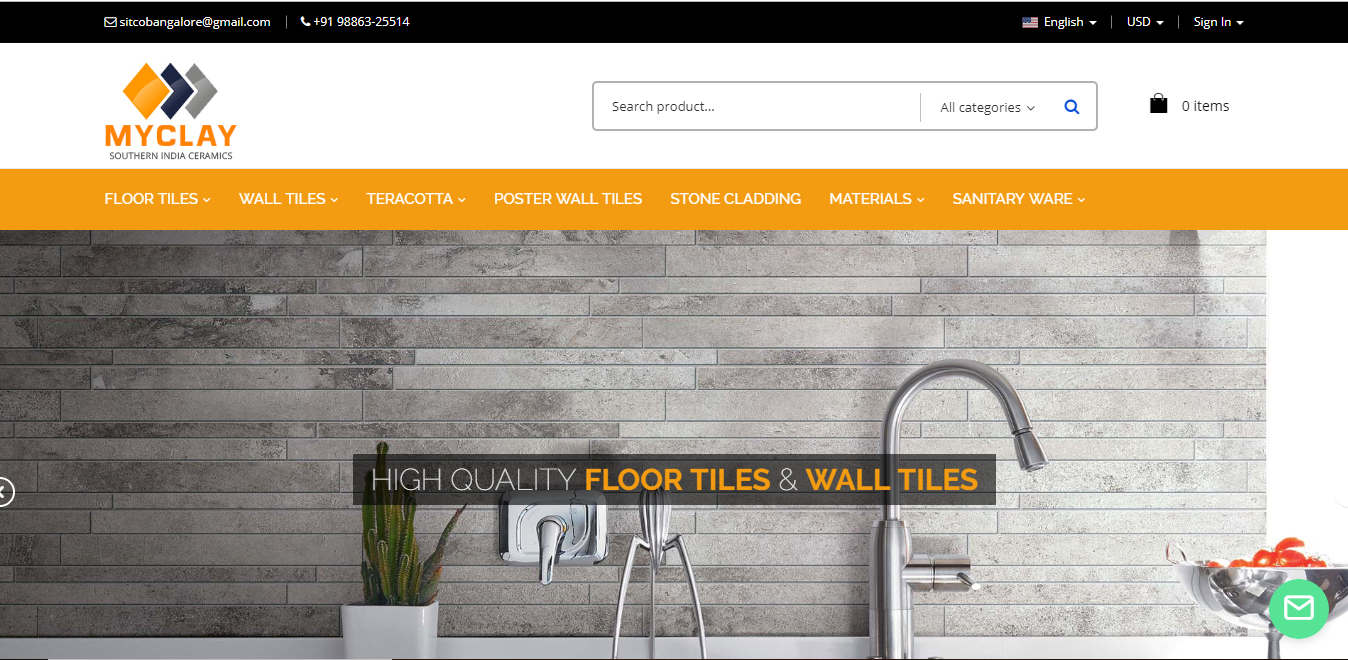 sitcobangalore@gmail.com
+91 98863-25514
English
USD
Sign In
MYCLAY
SOUTHERN INDIA CERAMICS
Search product...
All categories
0 items
FLOOR TILES
WALL TILES
TERACOTTA
POSTER WALL TILES
STONE CLADDING
MATERIALS
SANITARY WARE
HIGH QUALITY FLOOR TILES & WALL TILES